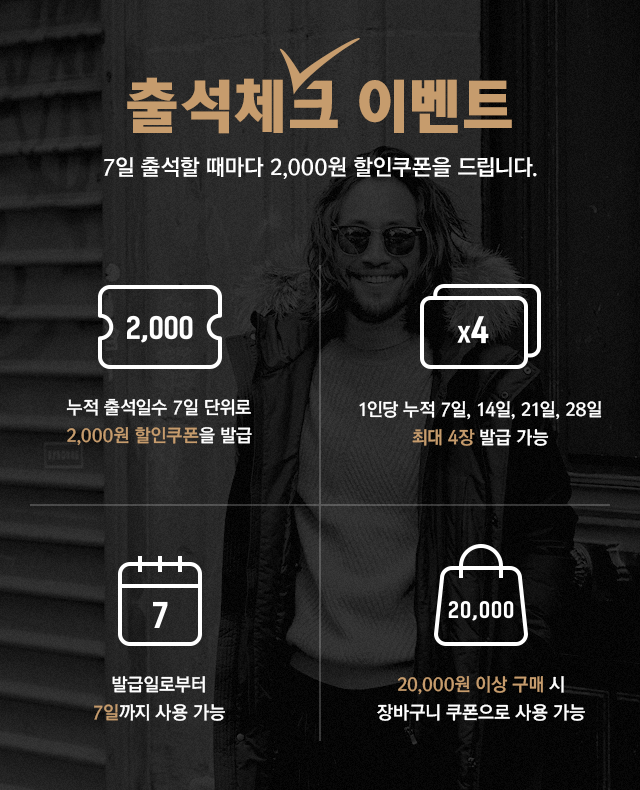 출석체크 이벤트
7일 출석할 때마다 2,000원 할인쿠폰을 드립니다.
2,000
x4
누적 출석일수 7일 단위로
2,000원 할인쿠폰을 발급
1인당 누적 7일, 14일, 21일, 28일
최대 4장 발급 가능
7
20,000
발급일로부터
7일까지 사용 가능
20,000원 이상 구매 시
장바구니 쿠폰으로 사용 가능